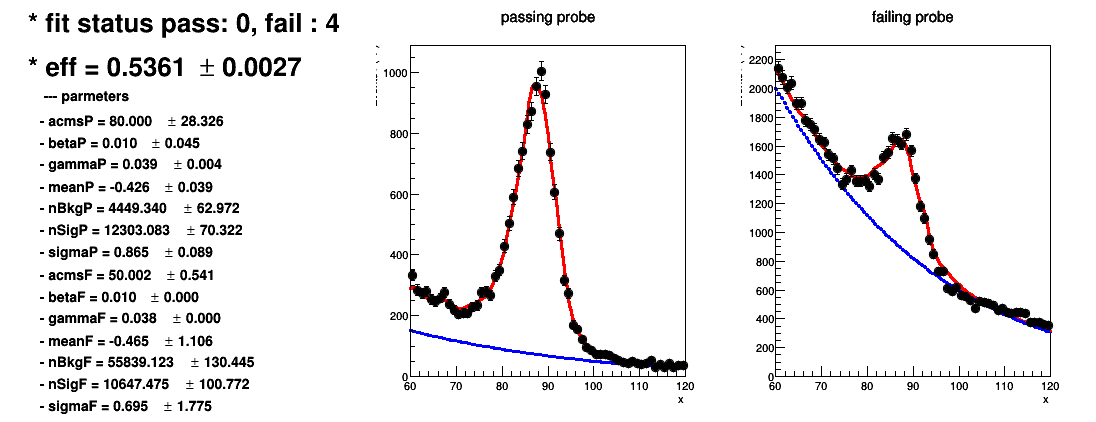 * fit status pass: 0, fail : 4
* eff = 0.5361 ± 0.0027
--- parmeters
- acmsP = 80.000 ± 28.326
- betaP = 0.010 ± 0.045
- gammaP = 0.039 ± 0.004
- meanP = -0.426 ± 0.039
- nBkgP = 4449.340 ± 62.972
- nSigP = 12303.083 ± 70.322
- sigmaP = 0.865 ± 0.089
- acmsF = 50.002 ± 0.541
- betaF = 0.010 ± 0.000
- gammaF = 0.038 ± 0.000
- meanF = -0.465 ± 1.106
- nBkgF = 55839.123 ± 130.445
- nSigF = 10647.475 ± 100.772
- sigmaF = 0.695 ± 1.775
passing probe
1000
800
600
400
200
0
60 70 80 90 100 110 120
x
failing probe
2200
2000
1800
1600
1400
1200
1000
800
600
400
200
0
60 70 80 90 100 110 120
x